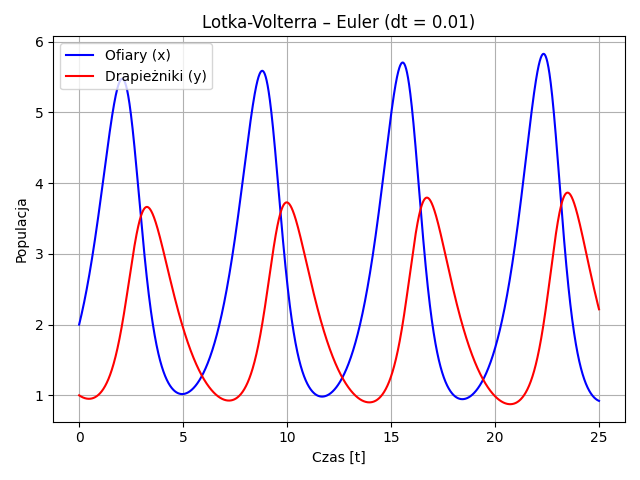 Lotka-Volterra – Euler (dt = 0.01)
Ofiary (x)
Drapieżniki (y)
Populacja
6
5
4
3
2
1
0 5 10 15 20 25
Czas [t]